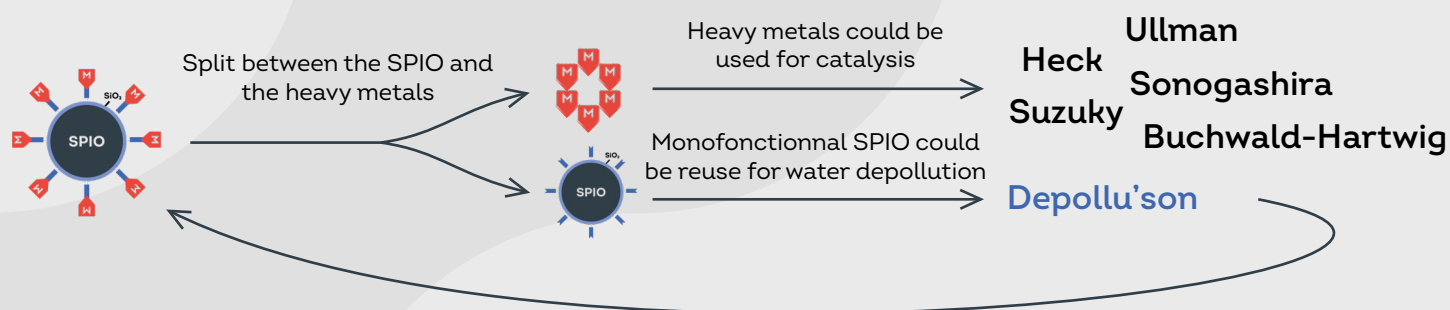 Split between the SPIO and
the heavy metals
M
M
M
M
M
M
M
M
SiO₂
SPIO
M
M
M
M
M
M
Heavy metals could be
used for catalysis
Ullman
Heck
Sonogashira
Suzuky
Buchwald-Hartwig
SiO₂
SPIO
Monofonctionnal SPIO could
be reuse for water depollution
Depollu'son